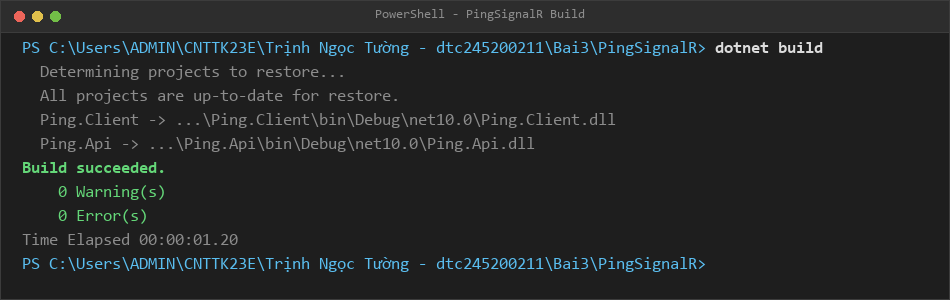 PowerShell - PingSignalR Build
PS C:\Users\ADMIN\CNTTK23E\Trịnh Ngọc Tường - dtc245200211\Bai3\PingSignalR> dotnet build
Determining projects to restore...
All projects are up-to-date for restore.
Ping.Client -> ...\Ping.Client\bin\Debug\net10.0\Ping.Client.dll
Ping.Api -> ...\Ping.Api\bin\Debug\net10.0\Ping.Api.dll
Build succeeded.
0 Warning(s)
0 Error(s)
Time Elapsed 00:00:01.20
PS C:\Users\ADMIN\CNTTK23E\Trịnh Ngọc Tường - dtc245200211\Bai3\PingSignalR>